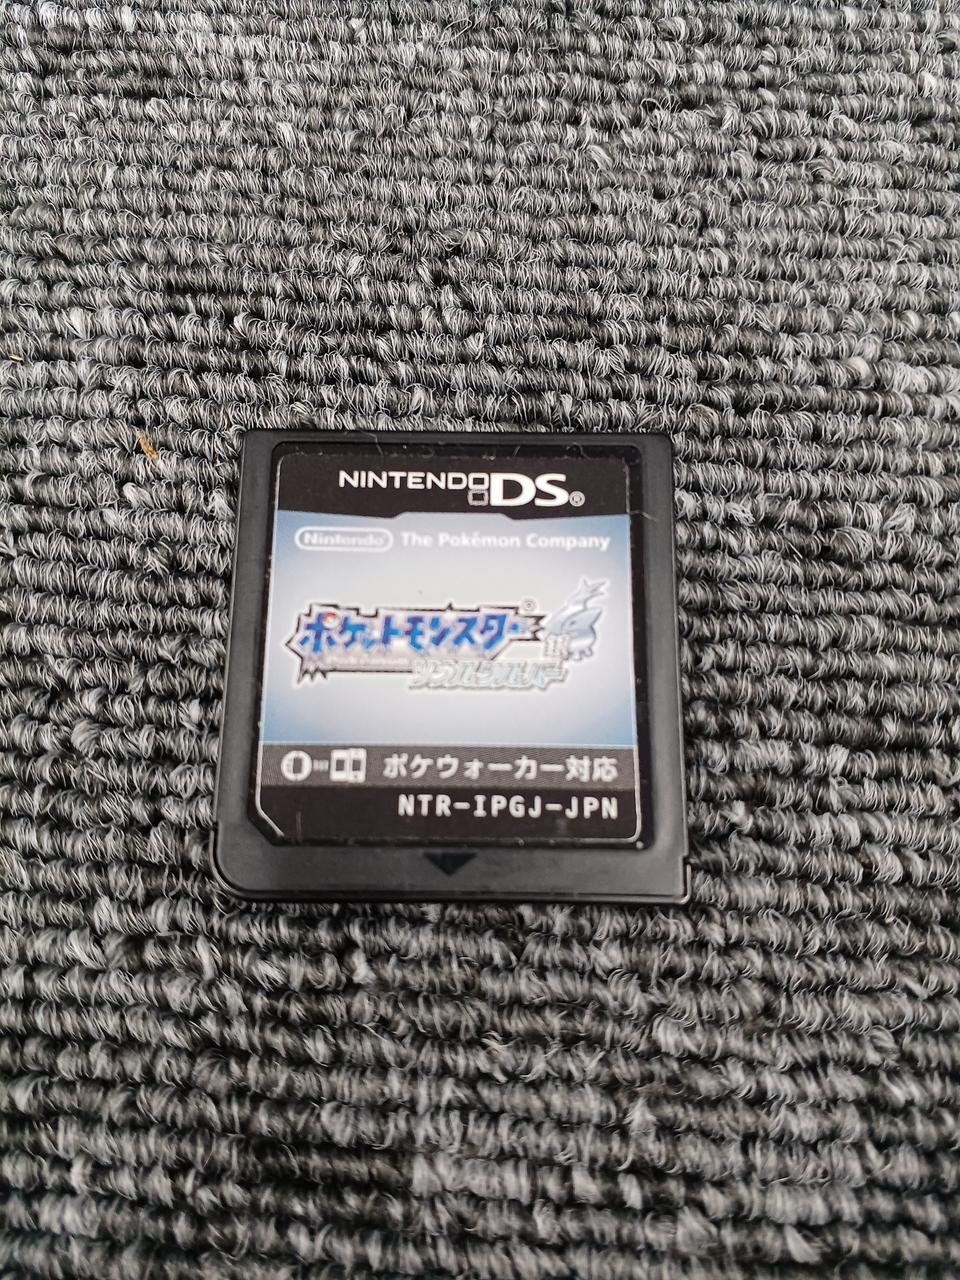 NINTENDO DS®
Nintendo The Pokémon Company
ポケットモンスター®
ソウルシルバー
ポケウォーカー対応
NTR-IPGJ-JPN